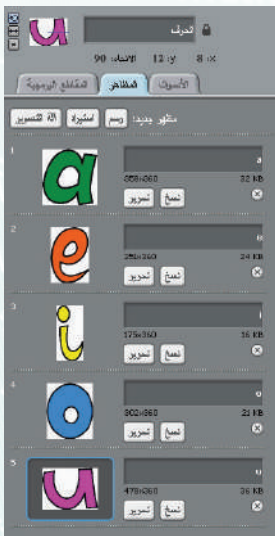 الحرف
x: 8 y: 12 الاتجاه: 90
المقاطع البرمجية المظاهر الأصوات
مظهر جديد: رسم استيراد آلة التصوير
1
a
a
358x360 32 KB
تحرير نسخ
2
e
e
24 KB
تحرير نسخ
3
i
i
175x360 16 KB
تحرير نسخ
4
o
o
302x360 21 KB
تحرير نسخ
5
u
u
478x360 36 KB
تحرير نسخ